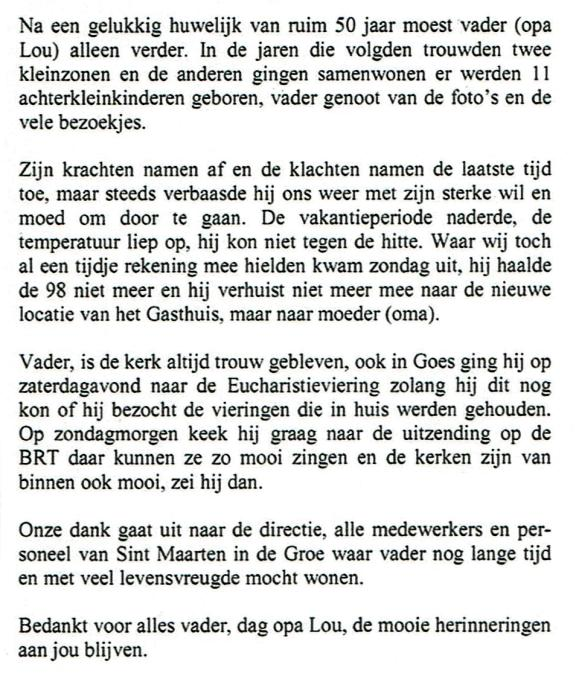 Na een gelukkig huwelijk van ruim 50 jaar moest vader (opa
Lou) alleen verder. In de jaren die volgden trouwden twee
kleinzonen en de anderen gingen samenwonen er werden 11
achterkleinkinderen geboren, vader genoot van de foto's en de
vele bezoekjes.

Zijn krachten namen af en de klachten namen de laatste tijd
toe, maar steeds verbaasde hij ons weer met zijn sterke wil en
moed om door te gaan. De vakantieperiode naderde, de
temperatuur liep op, hij kon niet tegen de hitte. Waar wij toch
al een tijdje rekening mee hielden kwam zondag uit, hij haalde
de 98 niet meer en hij verhuist niet meer mee naar de nieuwe
locatie van het Gasthuis, maar naar moeder (oma).

Vader, is de kerk altijd trouw gebleven, ook in Goes ging hij op
zaterdagavond naar de Eucharistieviering zolang hij dit nog
kon of hij bezocht de vieringen die in huis werden gehouden.
Op zondagmorgen keek hij graag naar de uitzending op de
BRT daar kunnen ze zo mooi zingen en de kerken zijn van
binnen ook mooi, zei hij dan.

Onze dank gaat uit naar de directie, alle medewerkers en per-
soneel van Sint Maarten in de Groe waar vader nog lange tijd
en met veel levensvreugde mocht wonen.

Bedankt voor alles vader, dag opa Lou, de mooie herinneringen
aan jou blijven.